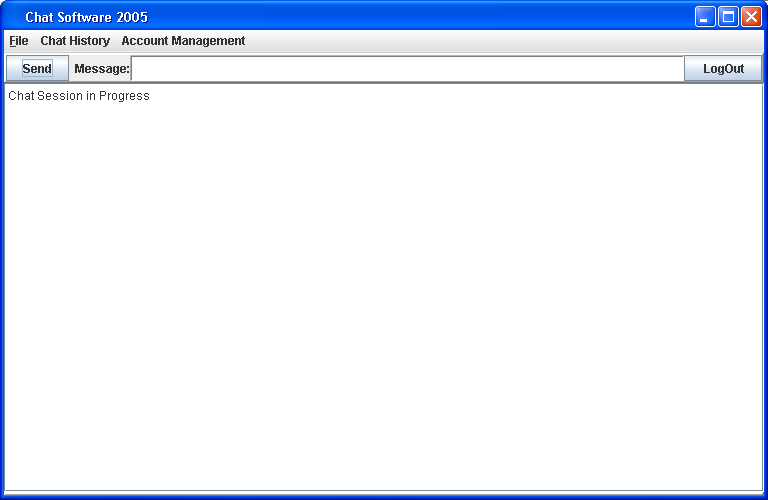 Chat Software 2005
File Chat History Account Management
Send Message: LogOut
Chat Session in Progress